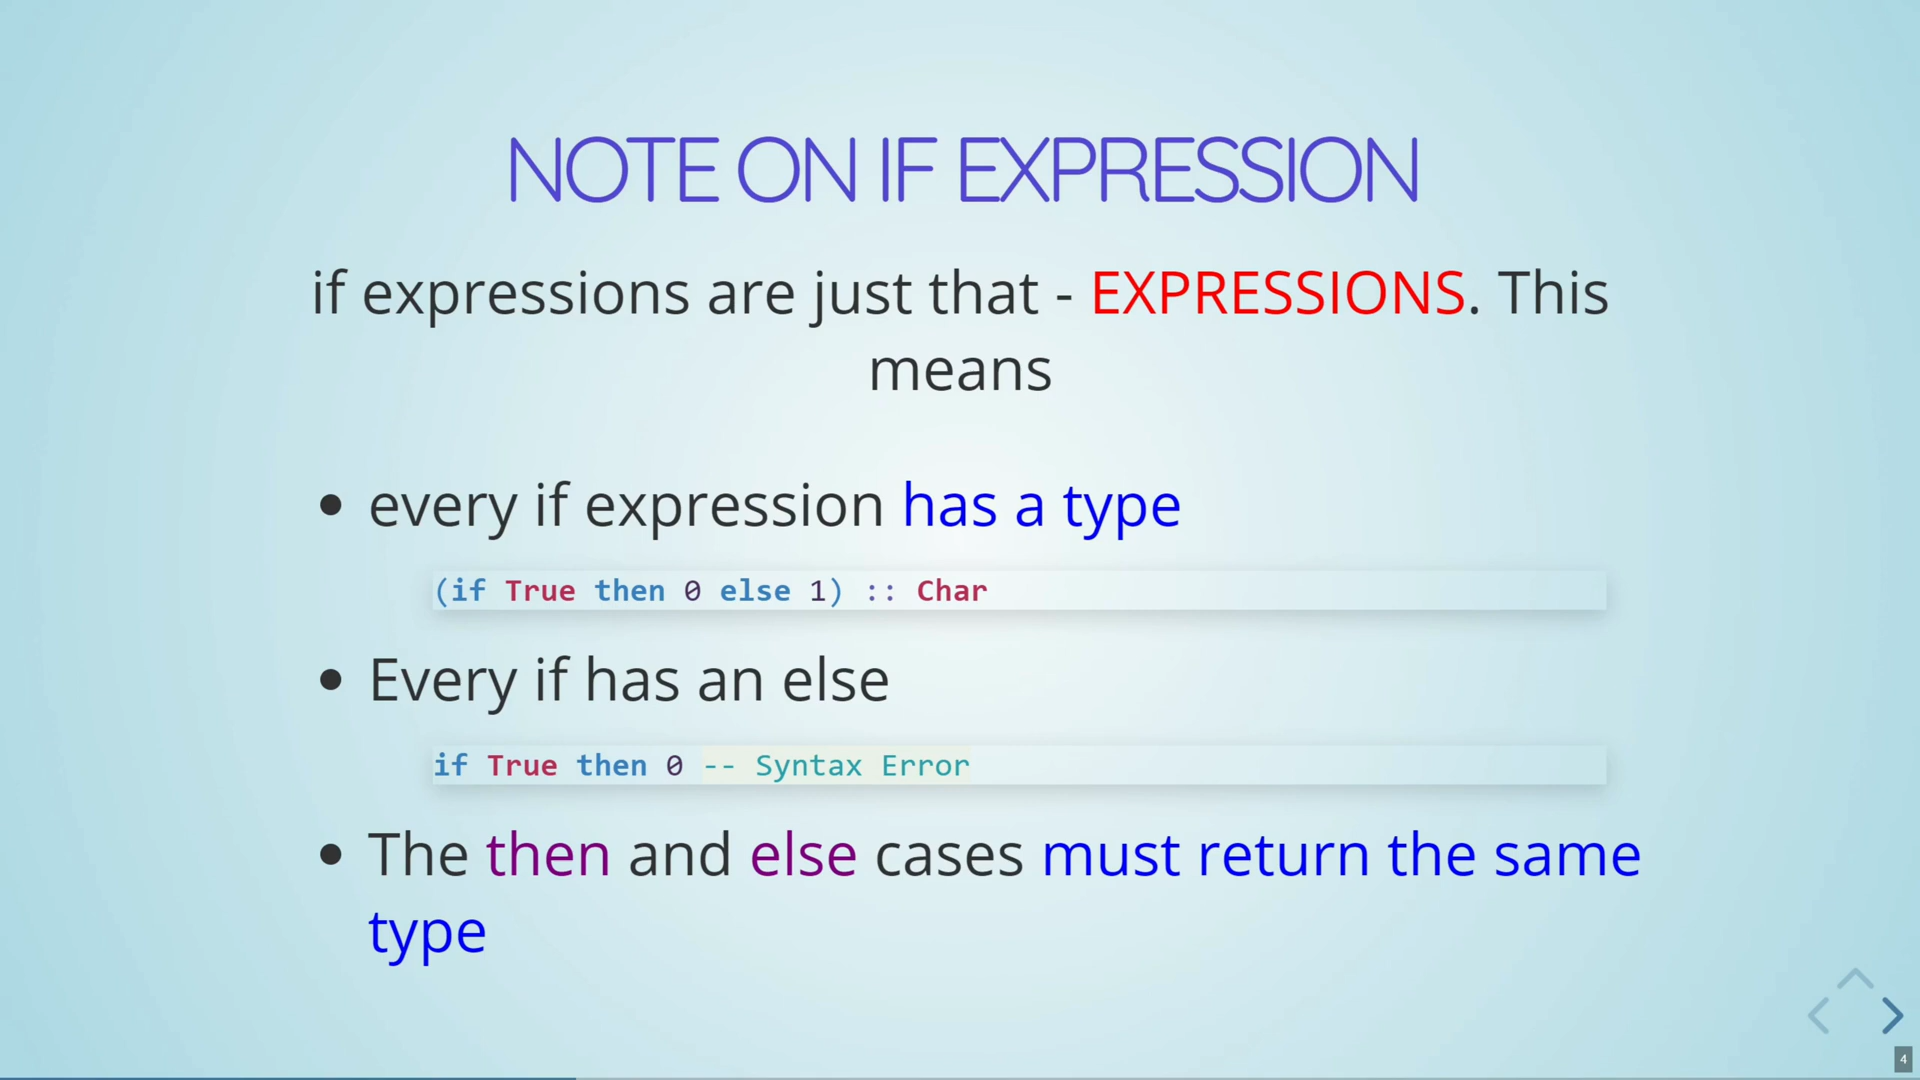 NOTE ON IF EXPRESSION
if expressions are just that - EXPRESSIONS. This
means
• every if expression has a type
(if True then 0 else 1) :: Char
• Every if has an else
if True then 0 -- Syntax Error
• The then and else cases must return the same
type
4